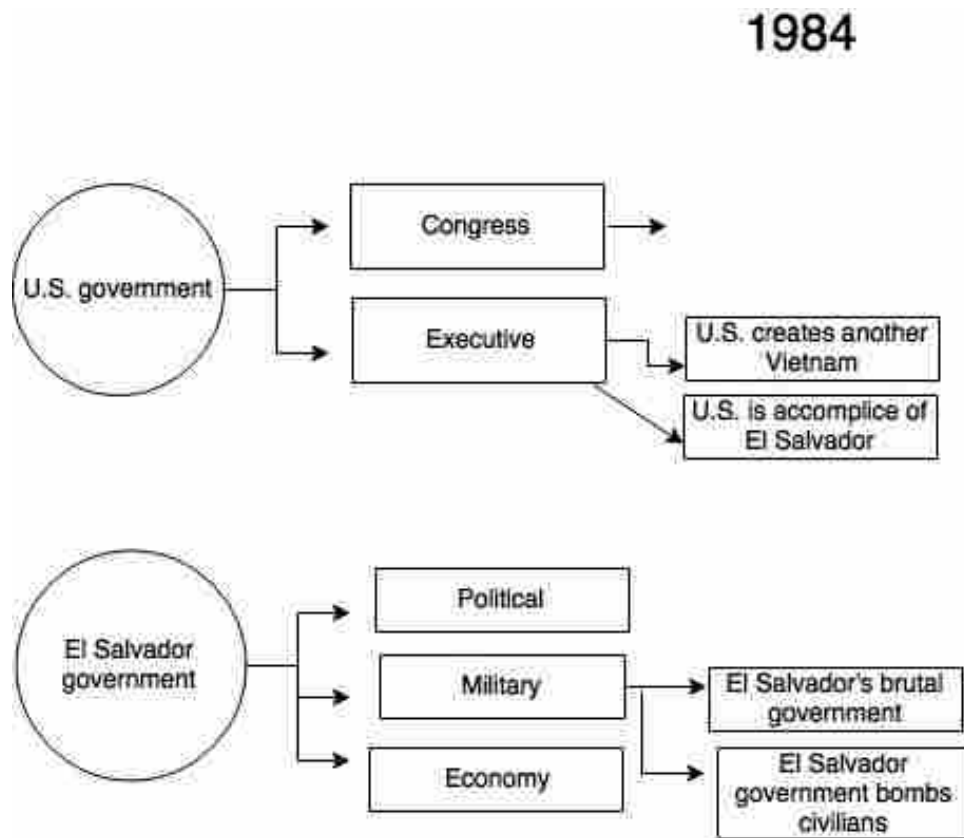 1984
U.S. government
Congress
Executive
U.S. creates another
Vietnam
U.S. is accomplice of
El Salvador
El Salvador
government
Political
Military
Economy
El Salvador's brutal
government
El Salvador
government bombs
civilians